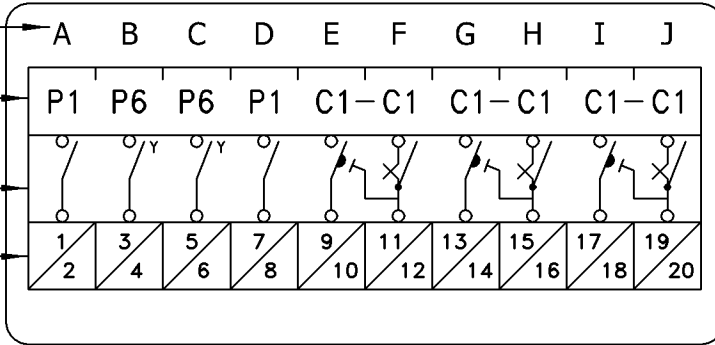 A B C D E F G H I J
P1 P6 P6 P1 C1-C1 C1-C1 C1-C1
Y Y
1 3 5 7 9 11 13 15 17 19
2 4 6 8 10 12 14 16 18 20